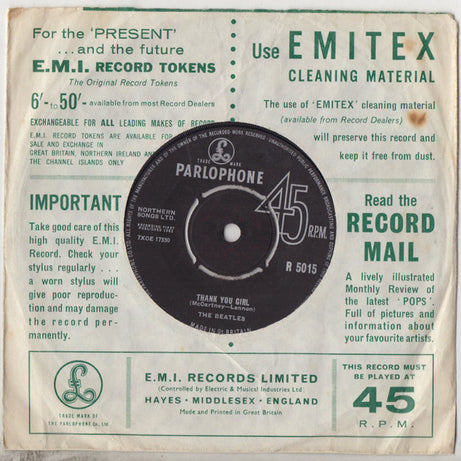 For the 'PRESENT'
...and the future
E.M.I. RECORD TOKENS
The Original Record Tokens
6'-to 50'- available from most Record Dealers
EXCHANGEABLE FOR ALL LEADING MAKES OF RECORD
E.M.I. RECORD TOKENS ARE AVAILABLE FOR
SALE AND EXCHANGE IN
GREAT BRITAIN, NORTHERN IRELAND AND
THE CHANNEL ISLANDS ONLY
Use EMITEX
CLEANING MATERIAL
The use of 'EMITEX' cleaning material
(available from Record Dealers)
will preserve this record and
keep it free from dust.
IMPORTANT
Take good care of this
high quality E.M.I.
Record. Check your
stylus regularly ...
a worn stylus will
give poor reproduc-
tion and may damage
the record per-
manently.
£
TRADE MARK
PARLOPHONE
45
R.P.M.
NORTHERN
SONGS LTD.
7XCE 17330
R 5015
THANK YOU GIRL
(McCartney—Lennon)
THE BEATLES
MADE IN GT. BRITAIN
Read the
RECORD
MAIL
A lively illustrated
Monthly Review of
the latest 'POPS'.
Full of pictures and
information about
your favourite artists.
£
TRADE MARK OF
THE PARLOPHONE Co. Ltd.
E.M.I. RECORDS LIMITED
(Controlled by Electric & Musical Industries Ltd.)
HAYES · MIDDLESEX · ENGLAND
Made and Printed in Great Britain
THIS RECORD MUST
BE PLAYED AT
45
R.P.M.